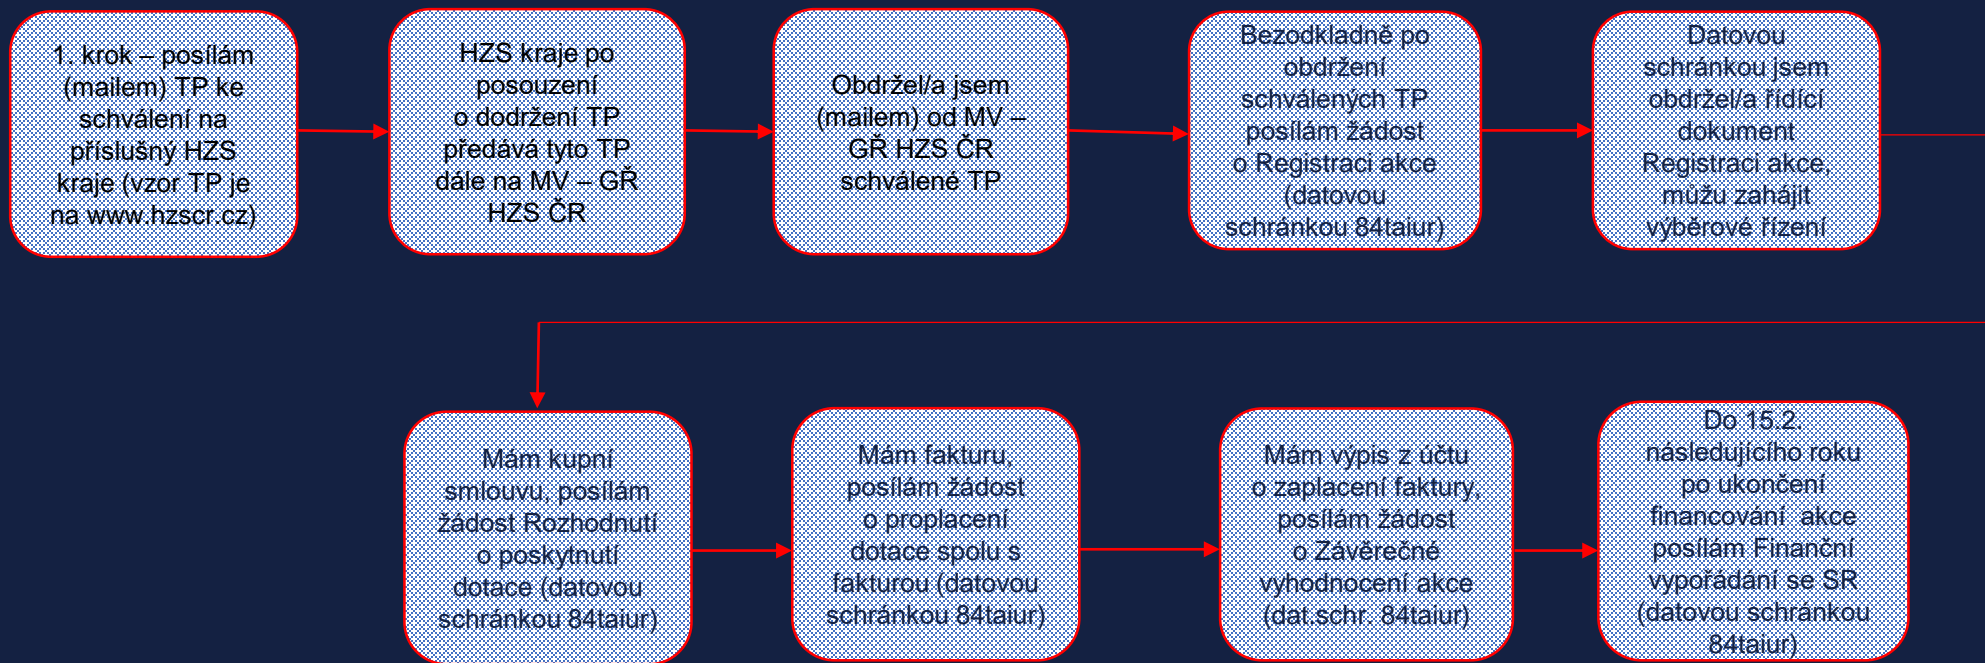 1. krok – posílám
(mailem) TP ke
schválení na
příslušný HZS
kraje (vzor TP je
na www.hzscr.cz)
HZS kraje po
posouzení
o dodržení TP
předává tyto TP
dále na MV – GŘ
HZS ČR
Obdržel/a jsem
(mailem) od MV –
GŘ HZS ČR
schválené TP
Bezodkladně po
obdržení
schválených TP
posílám žádost
o Registraci akce
(datovou
schránkou 84taiur)
Datovou
schránkou jsem
obdržel/a řídící
dokument
Registraci akce,
můžu zahájit
výběrové řízení
Mám kupní
smlouvu, posílám
žádost Rozhodnutí
o poskytnutí
dotace (datovou
schránkou 84taiur)
Mám fakturu,
posílám žádost
o proplacení
dotace spolu s
fakturou (datovou
schránkou 84taiur)
Mám výpis z účtu
o zaplacení faktury,
posílám žádost
o Závěrečné
vyhodnocení akce
(dat.schr. 84taiur)
Do 15.2.
následujícího roku
po ukončení
financování  akce
posílám Finanční
vypořádání se SR
(datovou schránkou
84taiur)